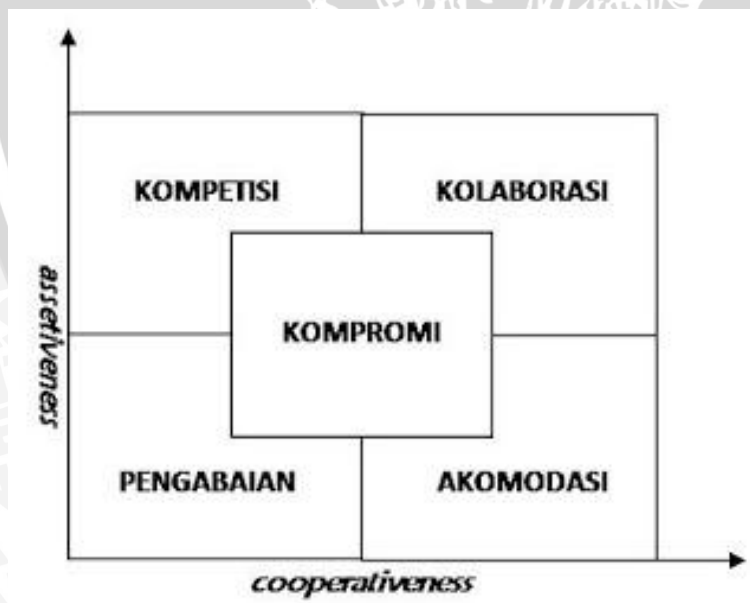 KOMPETISI
KOLABORASI
assetiveness
KOMPROMI
PENGABAIAN
AKOMODASI
cooperativeness